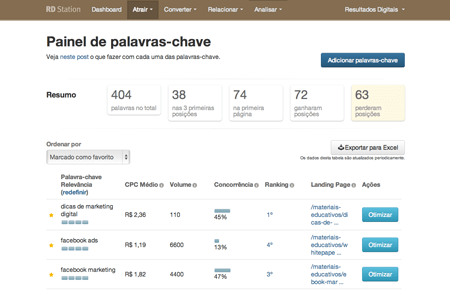 RD Station Dashboard Atrair Converter Relacionar Analisar Resultados Digitais
Painel de palavras-chave
Veja neste post o que fazer com cada uma das palavras-chave.
Adicionar palavras-chave
Resumo
404 38 74 72 63
palavras no total nas 3 primeiras posições na primeira página ganharam posições perderam posições
Ordenar por
Marcado como favorito
Exportar para Excel
Os dados desta tabela são atualizados periodicamente.
Palavra-chave
Relevância
(redefinir)
CPC Médio Volume Concorrência Ranking Landing Page Ações
dicas de marketing
digital
R$ 2,36 110 45% 1º
/materiais-
educativos/di
cas-de- ...
Otimizar
facebook ads
R$ 1,19 6600 13% 4º
/materiais-
educativos/w
hitepape ...
Otimizar
facebook marketing
R$ 1,82 4400 47% 3º
/materiais-
educativos/e
book-mar ...
Otimizar